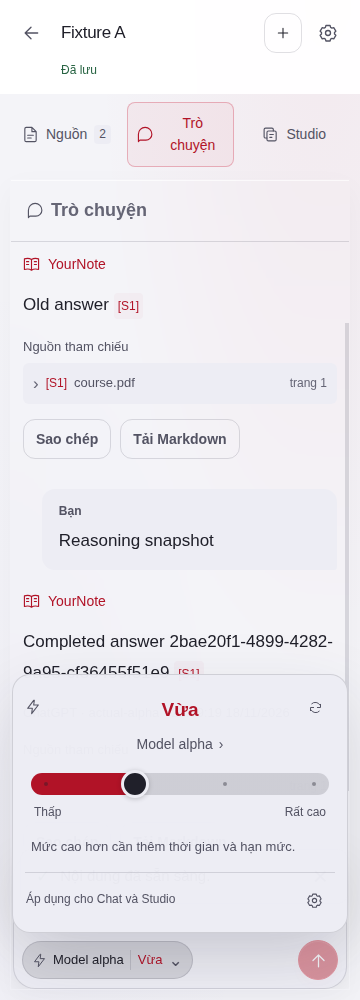 Fixture A
Đã lưu
Nguồn 2
Trò
chuyện
Studio
Trò chuyện
YourNote
Old answer [S1]
Nguồn tham chiếu
[S1] course.pdf trang 1
Sao chép
Tải Markdown
Bạn
Reasoning snapshot
YourNote
Completed answer 2bae20f1-4899-4282-
9a95-cf36455f51e9 [S1]
Vừa
Model alpha ›
Thấp
Rất cao
Mức cao hơn cần thêm thời gian và hạn mức.
Áp dụng cho Chat và Studio
Model alpha Vừa